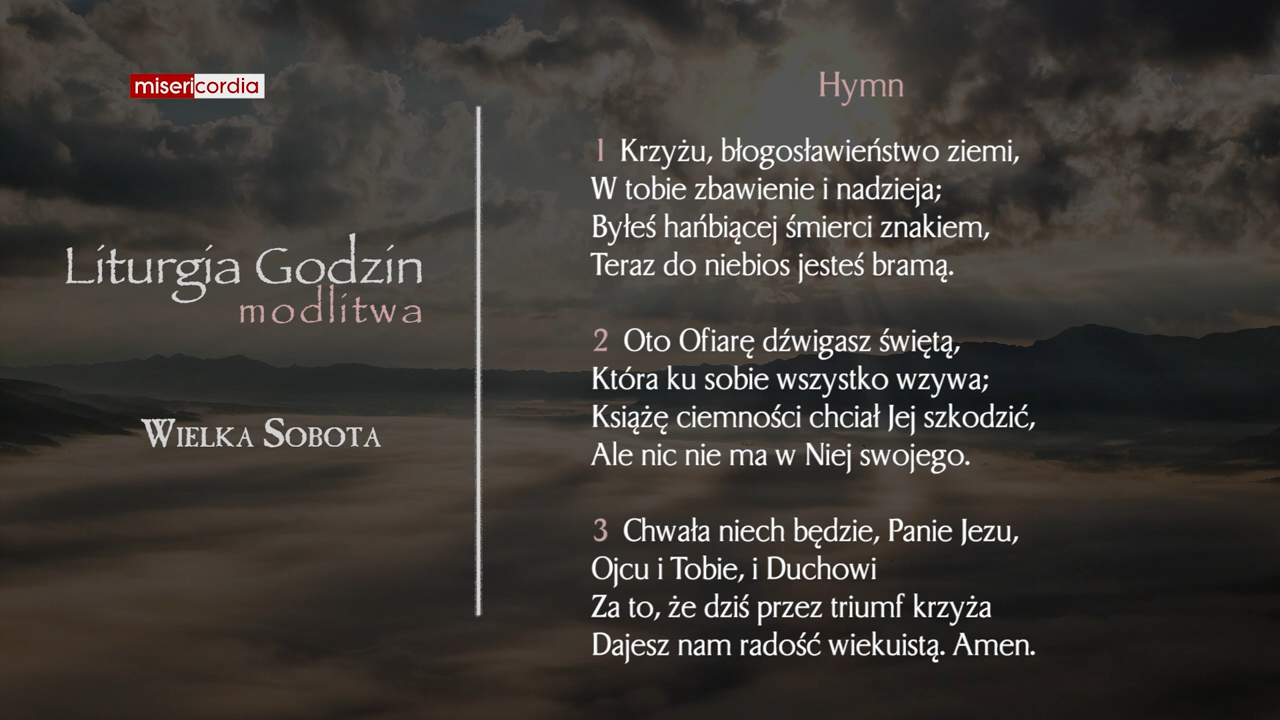 misericordia
Liturgia Godzin
modlitwa
Wielka Sobota
Hymn
1 Krzyżu, błogosławieństwo ziemi,
W tobie zbawienie i nadzieja;
Byłeś hańbiącej śmierci znakiem,
Teraz do niebios jesteś bramą.
2 Oto Ofiarę dźwigasz świętą,
Która ku sobie wszystko wzywa;
Książę ciemności chciał Jej szkodzić,
Ale nic nie ma w Niej swojego.
3 Chwała niech będzie, Panie Jezu,
Ojcu i Tobie, i Duchowi
Za to, że dziś przez triumf krzyża
Dajesz nam radość wiekuistą. Amen.